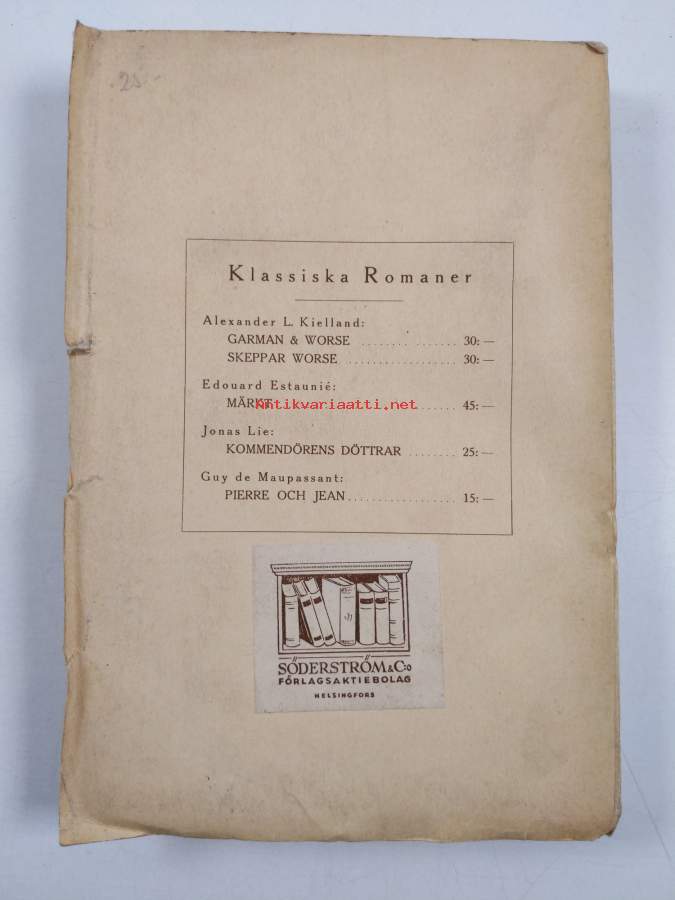 25.-
Klassiska Romaner
Alexander L. Kielland:
GARMAN & WORSE .............. 30:—
SKEPPAR WORSE .................. 30:—
Edouard Estaunié:
MÄRKT .............. 45:—
Antikvariaatti.net
Jonas Lie:
KOMMENDÖRENS DÖTTRAR ........ 25:—
Guy de Maupassant:
PIERRE OCH JEAN .................. 15:—
SÖDERSTRÖM & C:o
FÖRLAGSAKTIEBOLAG
HELSINGFORS